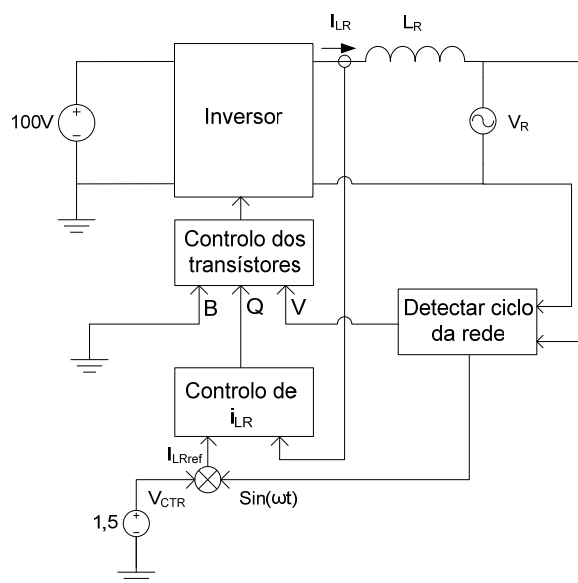 I_LR
L_R
100V
+
−
Inversor
V_R
Controlo dos
transístores
B
Q
V
Detectar ciclo
da rede
Controlo de
i_LR
I_LRref
V_CTR
Sin(ωt)
1,5
+
−